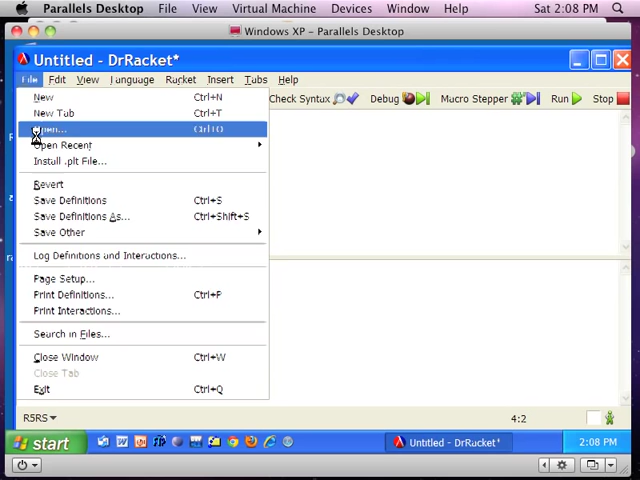 Parallels Desktop File View Virtual Machine Devices Window Help Sat 2:08 PM
Windows XP - Parallels Desktop
Untitled - DrRacket*
File Edit View Language Racket Insert Tabs Help
New Ctrl+N
Check Syntax Debug Macro Stepper Run Stop
New Tab Ctrl+T
Open... Ctrl+O
Open Recent
Install .plt File...
Revert
Save Definitions Ctrl+S
Save Definitions As... Ctrl+Shift+S
Save Other
Log Definitions and Interactions...
Page Setup...
Print Definitions... Ctrl+P
Print Interactions...
Search in Files...
Close Window Ctrl+W
Close Tab
Exit Ctrl+Q
R5RS 4:2
start Untitled - DrRacket* 2:08 PM